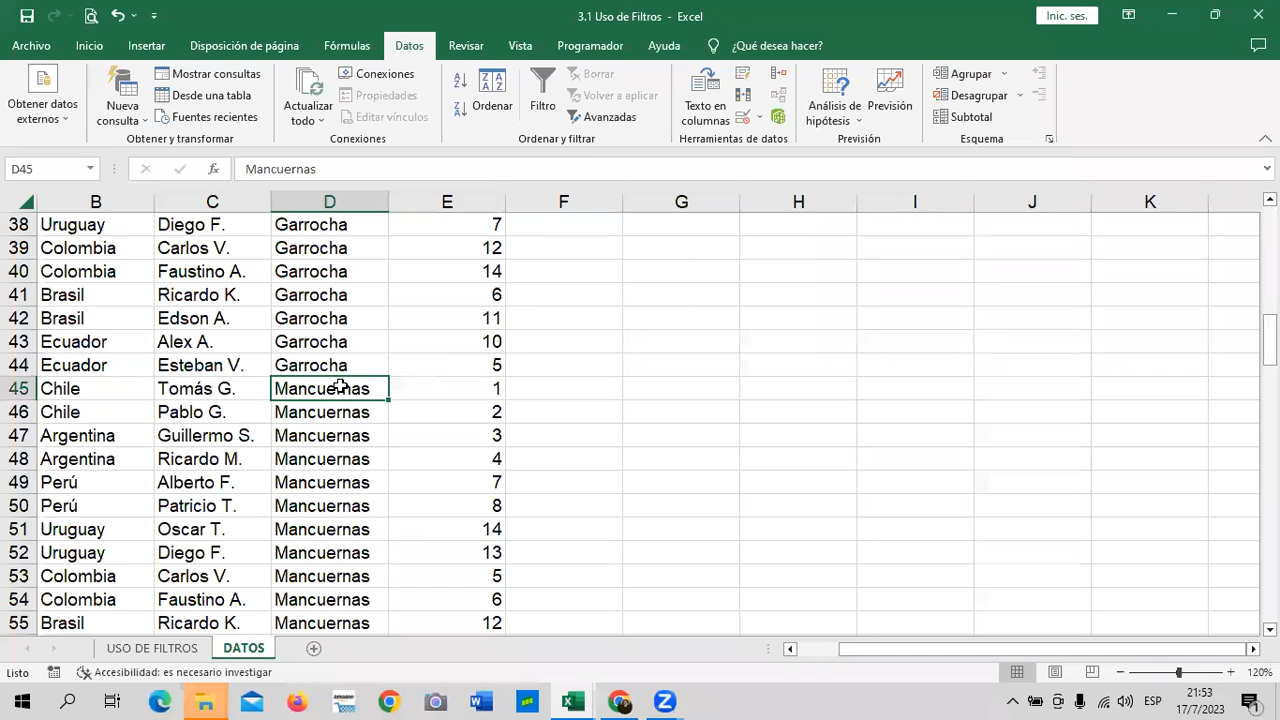 3.1 Uso de Filtros - Excel
Inic. ses.
Archivo Inicio Insertar Disposición de página Fórmulas Datos Revisar Vista Programador Ayuda ¿Qué desea hacer?
Obtener datos externos
Nueva consulta
Mostrar consultas
Desde una tabla
Fuentes recientes
Obtener y transformar
Actualizar todo
Conexiones
Propiedades
Editar vínculos
Conexiones
Ordenar
Filtro
Borrar
Volver a aplicar
Avanzadas
Ordenar y filtrar
Texto en columnas
Herramientas de datos
Análisis de hipótesis
Previsión
Previsión
Agrupar
Desagrupar
Subtotal
Esquema
D45 fx Mancuernas
B C D E F G H I J K
38 Uruguay Diego F. Garrocha 7
39 Colombia Carlos V. Garrocha 12
40 Colombia Faustino A. Garrocha 14
41 Brasil Ricardo K. Garrocha 6
42 Brasil Edson A. Garrocha 11
43 Ecuador Alex A. Garrocha 10
44 Ecuador Esteban V. Garrocha 5
45 Chile Tomás G. Mancuernas 1
46 Chile Pablo G. Mancuernas 2
47 Argentina Guillermo S. Mancuernas 3
48 Argentina Ricardo M. Mancuernas 4
49 Perú Alberto F. Mancuernas 7
50 Perú Patricio T. Mancuernas 8
51 Uruguay Oscar T. Mancuernas 14
52 Uruguay Diego F. Mancuernas 13
53 Colombia Carlos V. Mancuernas 5
54 Colombia Faustino A. Mancuernas 6
55 Brasil Ricardo K. Mancuernas 12
USO DE FILTROS DATOS
Listo Accesibilidad: es necesario investigar 120%
ESP 21:53
17/7/2023